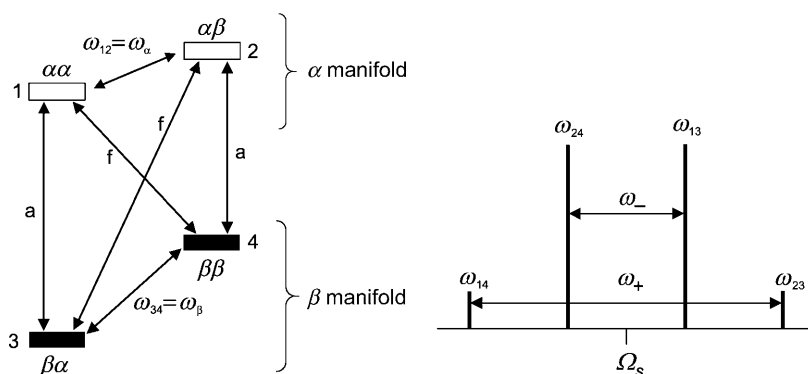 αβ
ω₁₂=ωα
2
αα
1
α manifold
f
f
a
a
4
ββ
ω₃₄=ωβ
β manifold
3
βα
ω₂₄
ω₁₃
ω₋
ω₁₄
ω₊
ω₂₃
Ωₛ